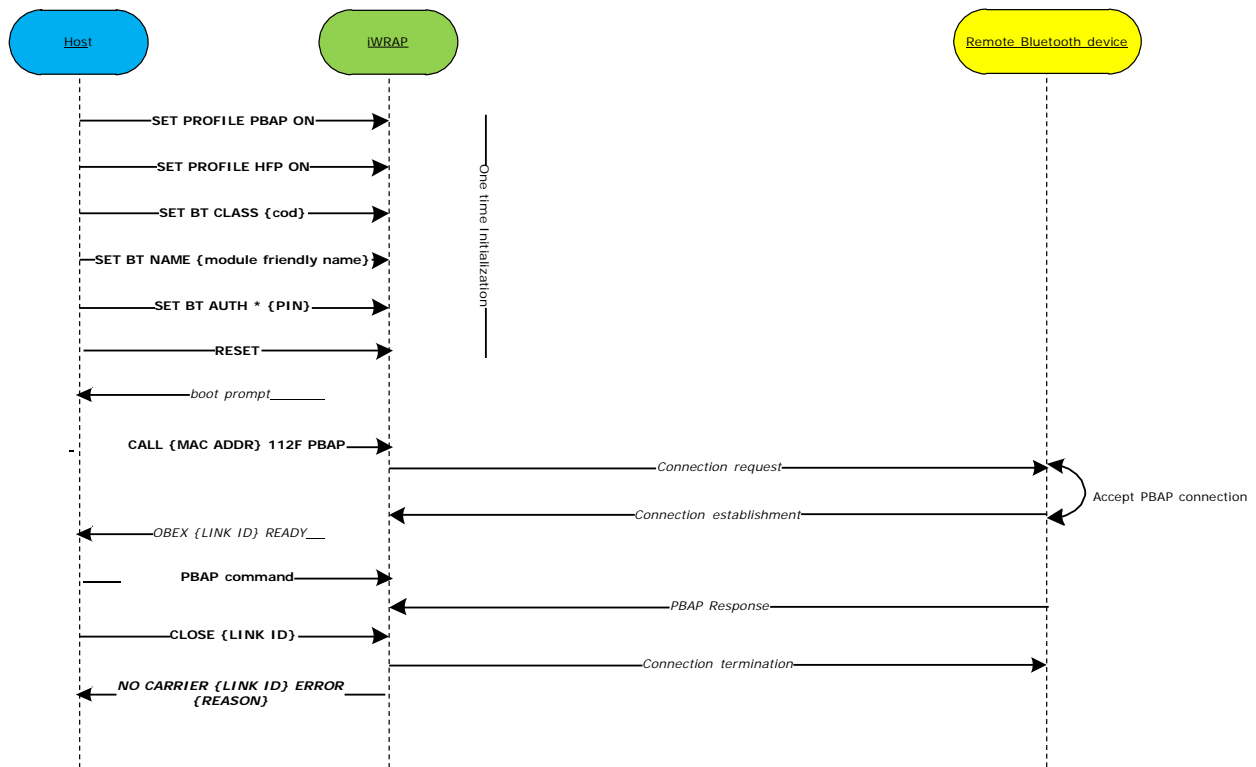 Host
iWRAP
Remote Bluetooth device
SET PROFILE PBAP ON
SET PROFILE HFP ON
One time Initialization
SET BT CLASS {cod}
SET BT NAME {module friendly name}
SET BT AUTH * {PIN}
RESET
boot prompt
CALL {MAC ADDR} 112F PBAP
Connection request
Accept PBAP connection
Connection establishment
OBEX {LINK ID} READY
PBAP command
PBAP Response
CLOSE {LINK ID}
Connection termination
NO CARRIER {LINK ID} ERROR
{REASON}